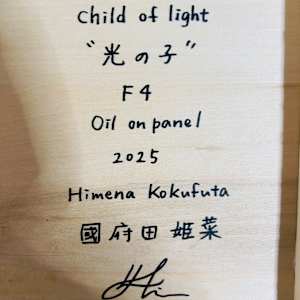 Child of light
"光の子"
F4
Oil on panel
2025
Himena Kokufuta
國府田 姫菜